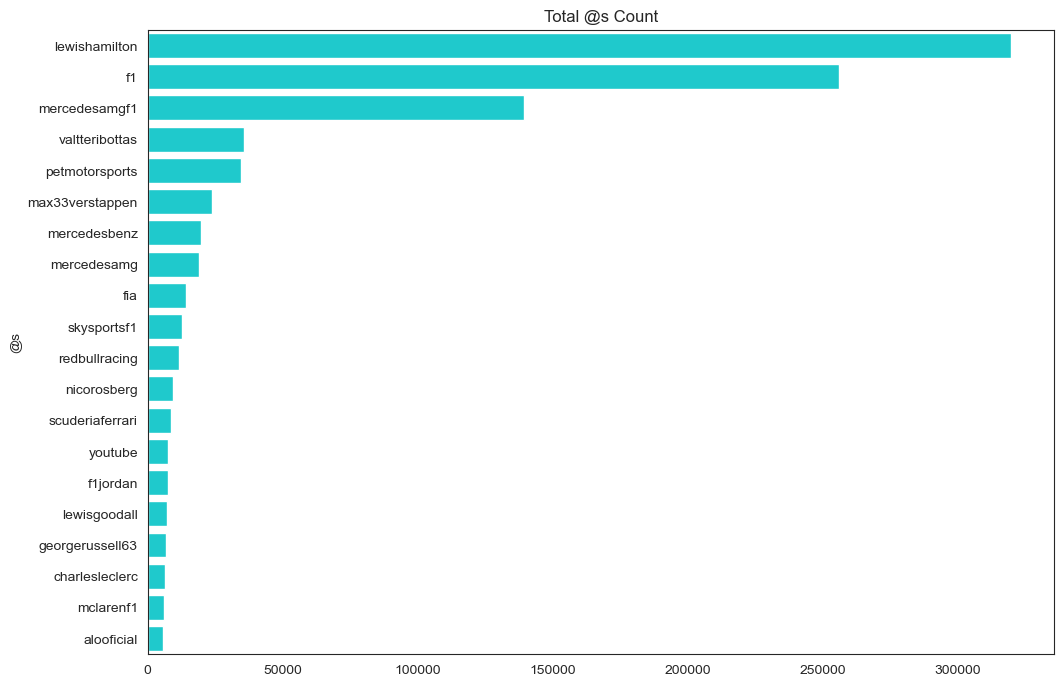 Total @s Count
lewishamilton
f1
mercedesamgf1
valtteribottas
petmotorsports
max33verstappen
mercedesbenz
mercedesamg
fia
skysportsf1
redbullracing
nicorosberg
scuderiaferrari
youtube
f1jordan
lewisgoodall
georgerussell63
charlesleclerc
mclarenf1
alooficial
@s
0 50000 100000 150000 200000 250000 300000